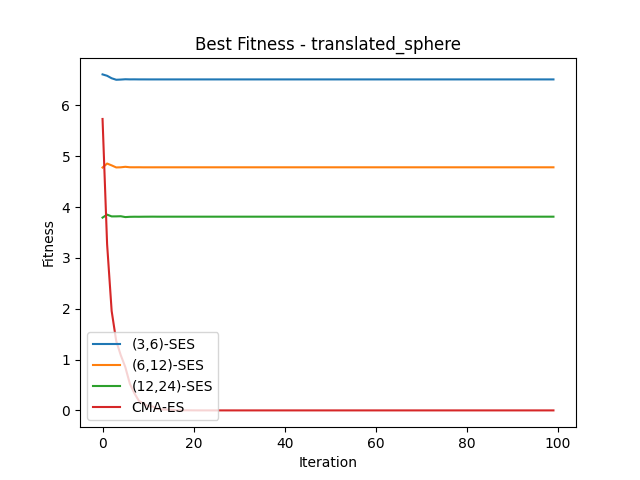 Best Fitness - translated_sphere
Fitness
6
5
4
3
2
1
0
(3,6)-SES
(6,12)-SES
(12,24)-SES
CMA-ES
0 20 40 60 80 100
Iteration